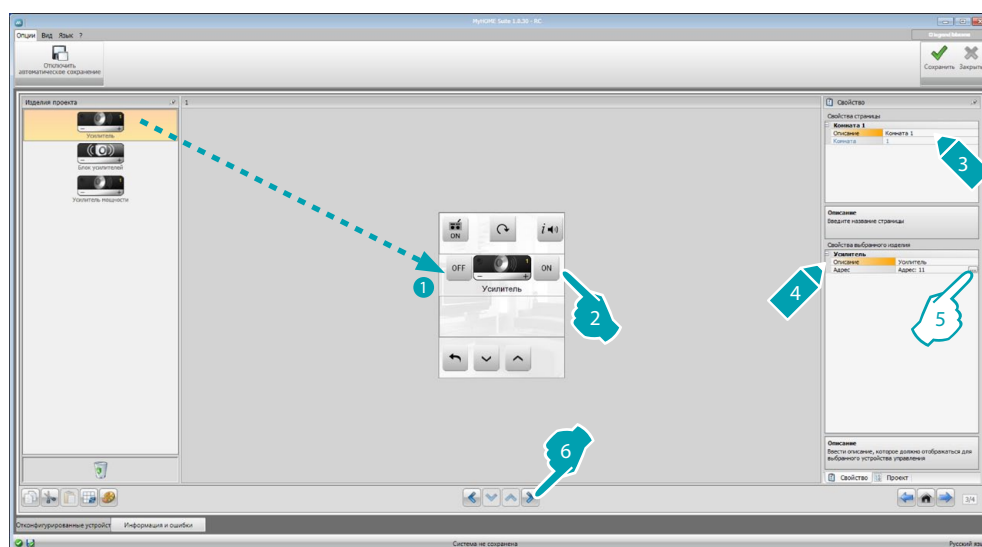 MyHOME Suite 1.0.30 - RC
Опции Вид Язык ?
Отключить
автоматическое сохранение
Сохранить Закрыть
Изделия проекта
1
Свойство
Усилитель
Блок усилителей
Усилитель мощности
Свойства страницы
Комната 1
Описание Комната 1
Комната 1
3
Описание
Введите название страницы
Свойства выбранного изделия
Усилитель
Описание Усилитель
Адрес Адрес: 11
4
5
ON
i
OFF
1
ON
1
Усилитель
2
6
Описание
Ввести описание, которое должно отображаться для
выбранного устройства управления
Свойство Проект
3/4
Отконфигурированные устройст Информация и ошибки
Система не сохранена
Русский язы